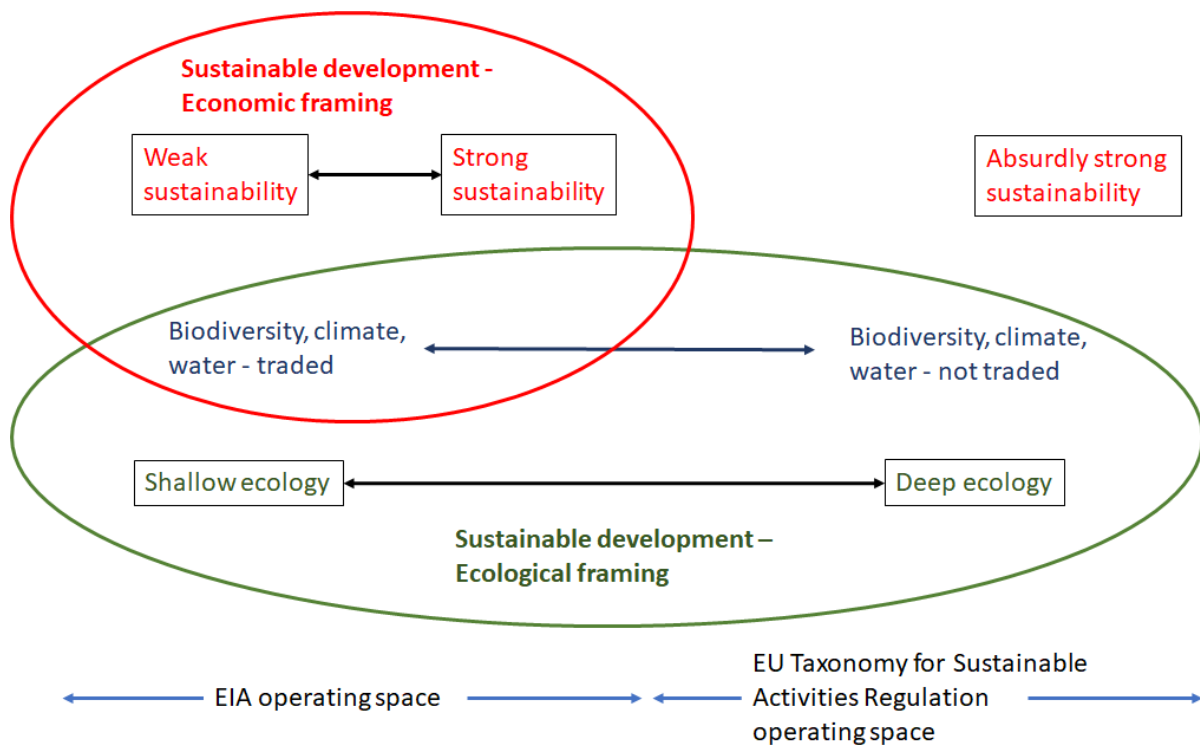 Sustainable development -
Economic framing
Weak
sustainability
Strong
sustainability
Absurdly strong
sustainability
Biodiversity, climate,
water - traded
Biodiversity, climate,
water - not traded
Shallow ecology
Deep ecology
Sustainable development –
Ecological framing
EIA operating space
EU Taxonomy for Sustainable
Activities Regulation
operating space